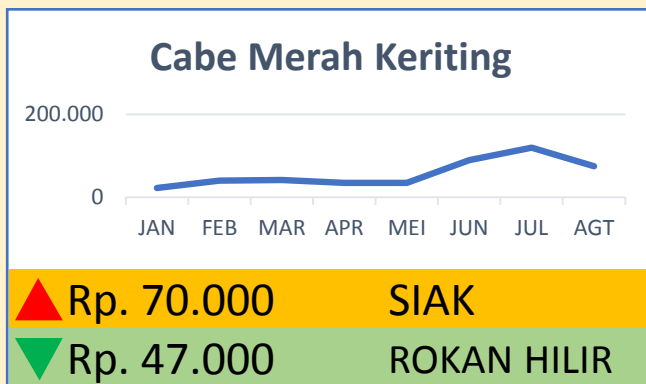 Cabe Merah Keriting
200.000
0
JAN FEB MAR APR MEI JUN JUL AGT
Rp. 70.000 SIAK
Rp. 47.000 ROKAN HILIR